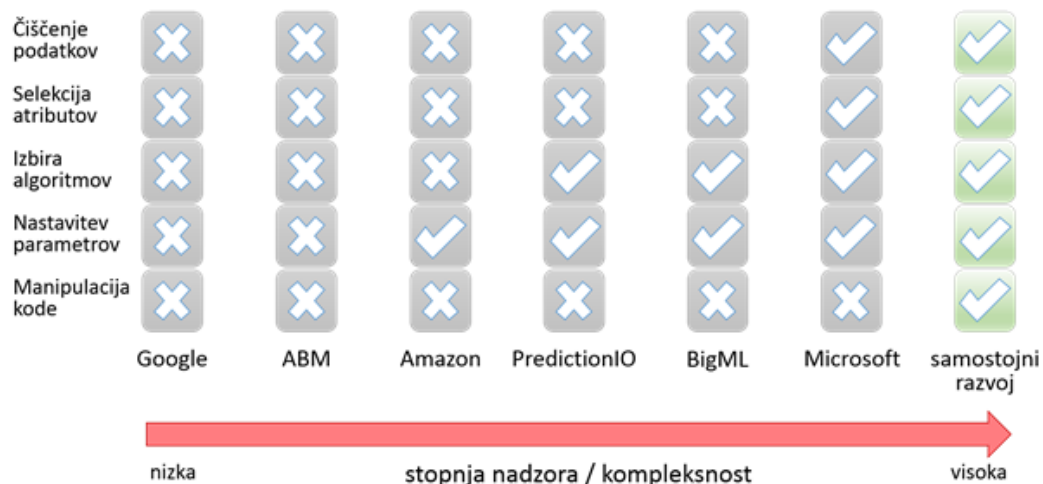 Čiščenje
podatkov
Selekcija
atributov
Izbira
algoritmov
Nastavitev
parametrov
Manipulacija
kode
Google ABM Amazon PredictionIO BigML Microsoft samostojni
razvoj
nizka stopnja nadzora / kompleksnost visoka